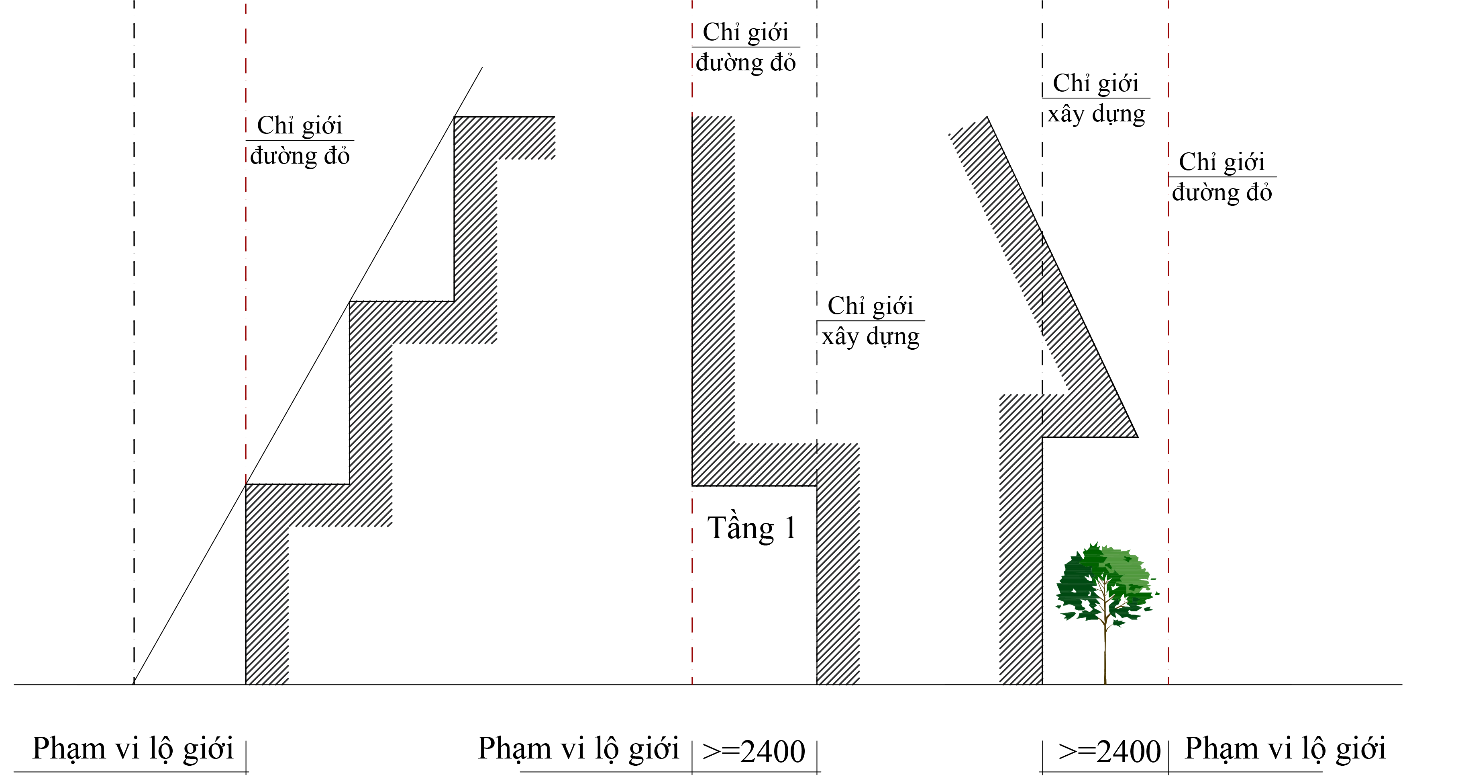 Chỉ giới
đường đỏ
Chỉ giới
đường đỏ
Chỉ giới
xây dựng
Chỉ giới
xây dựng
Chỉ giới
đường đỏ
Tầng 1
Phạm vi lộ giới
Phạm vi lộ giới
>=2400
>=2400
Phạm vi lộ giới